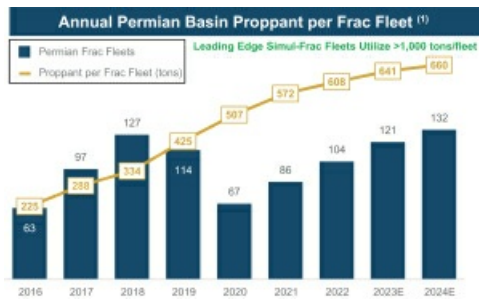 Annual Permian Basin Proppant per Frac Fleet (1)
Leading Edge Simul-Frac Fleets Utilize >1,000 tons/fleet
Permian Frac Fleets
Proppant per Frac Fleet (tons)
225 288 334 425 507 572 608 641 660
63 97 127 114 67 86 104 121 132
2016 2017 2018 2019 2020 2021 2022 2023E 2024E